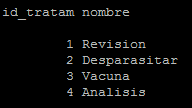 id_tratam nombre
1 Revision
2 Desparasitar
3 Vacuna
4 Analisis